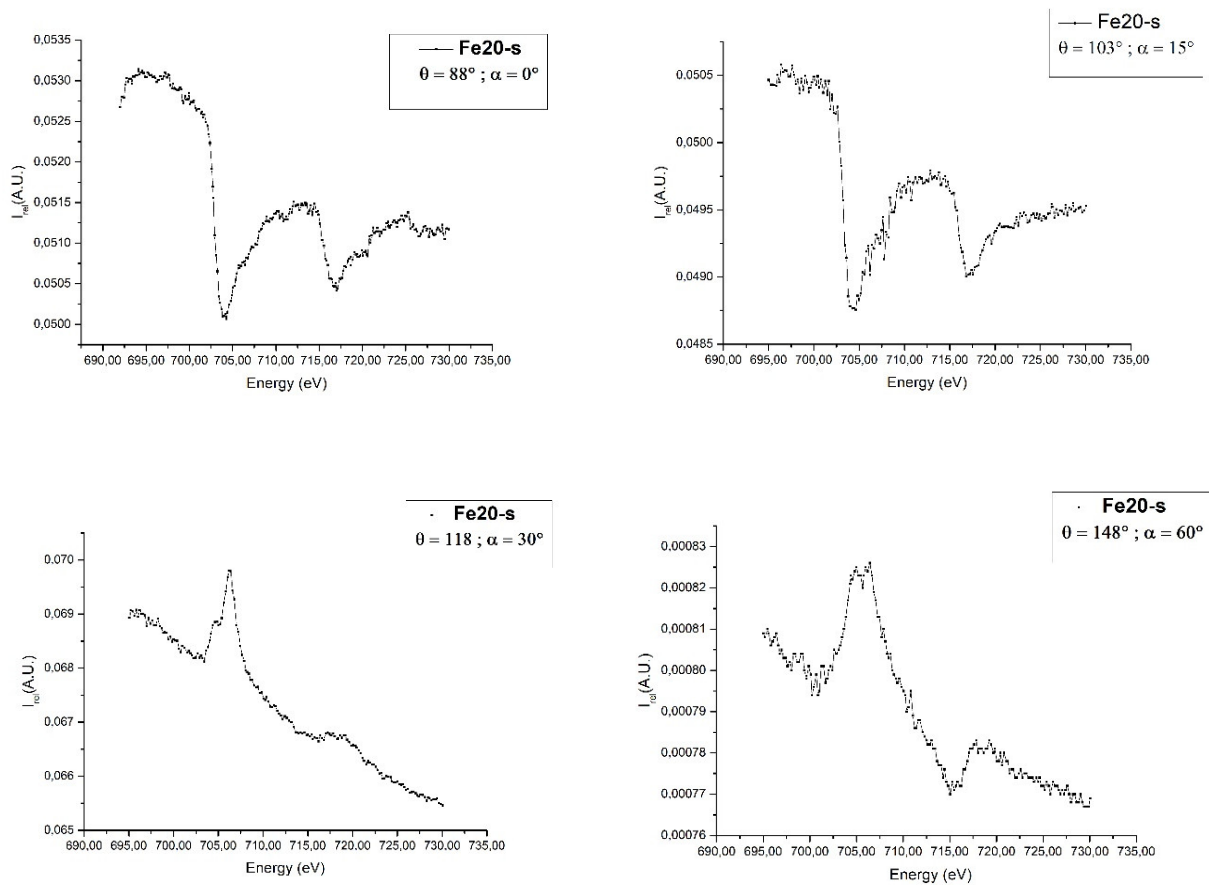 Fe20-s
θ = 88° ; α = 0°
0,0535
0,0530
0,0525
0,0520
0,0515
0,0510
0,0505
0,0500
I_rel(A.U.)
690,00 695,00 700,00 705,00 710,00 715,00 720,00 725,00 730,00 735,00
Energy (eV)
Fe20-s
θ = 103° ; α = 15°
0,0505
0,0500
0,0495
0,0490
0,0485
I_rel(A.U.)
690,00 695,00 700,00 705,00 710,00 715,00 720,00 725,00 730,00 735,00
Energy (eV)
Fe20-s
θ = 118 ; α = 30°
0,070
0,069
0,068
0,067
0,066
0,065
I_rel(A.U.)
690,00 695,00 700,00 705,00 710,00 715,00 720,00 725,00 730,00 735,00
Energy (eV)
Fe20-s
θ = 148° ; α = 60°
0,00083
0,00082
0,00081
0,00080
0,00079
0,00078
0,00077
0,00076
I_rel(A.U.)
690,00 695,00 700,00 705,00 710,00 715,00 720,00 725,00 730,00 735,00
Energy (eV)